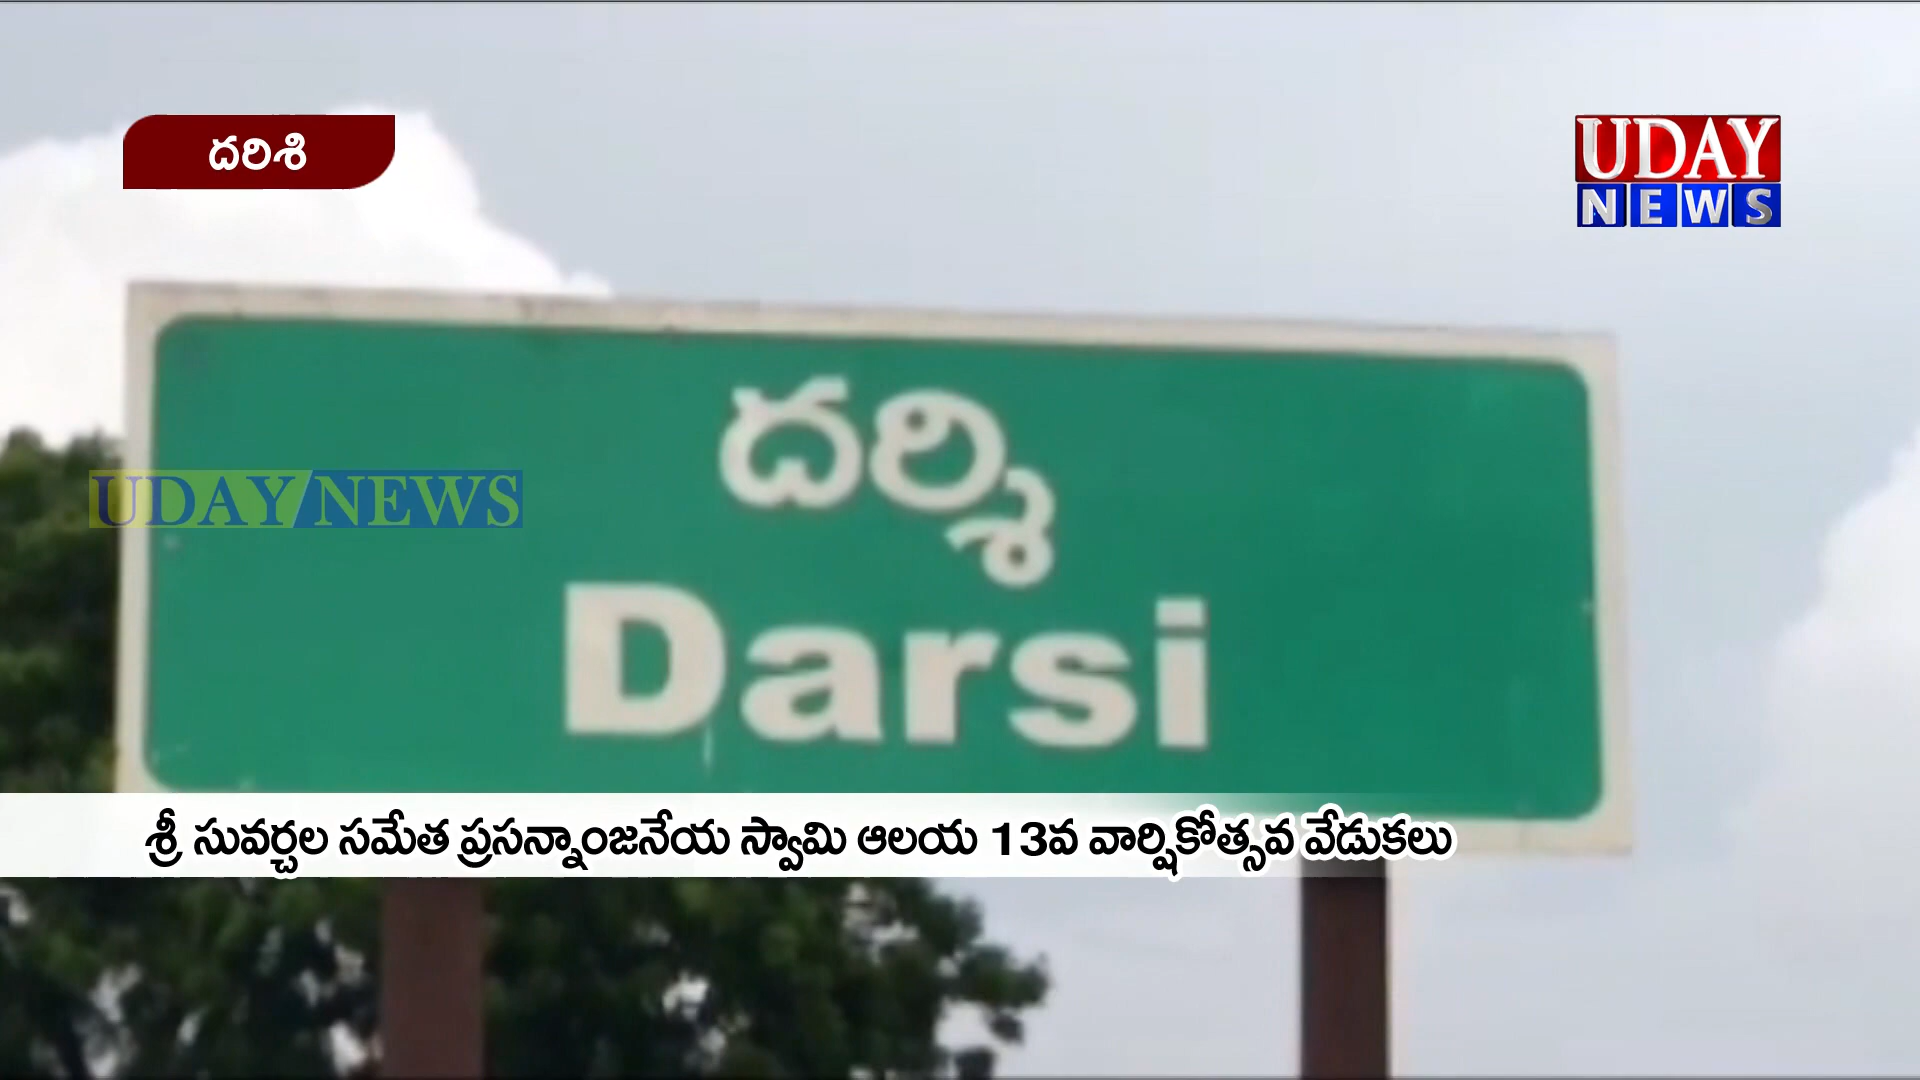 దరిశి
UDAY
NEWS
దర్శి
UDAY NEWS
Darsi
శ్రీ సువర్చల సమేత ప్రసన్నాంజనేయ స్వామి ఆలయ 13వ వార్షికోత్సవ వేడుకలు